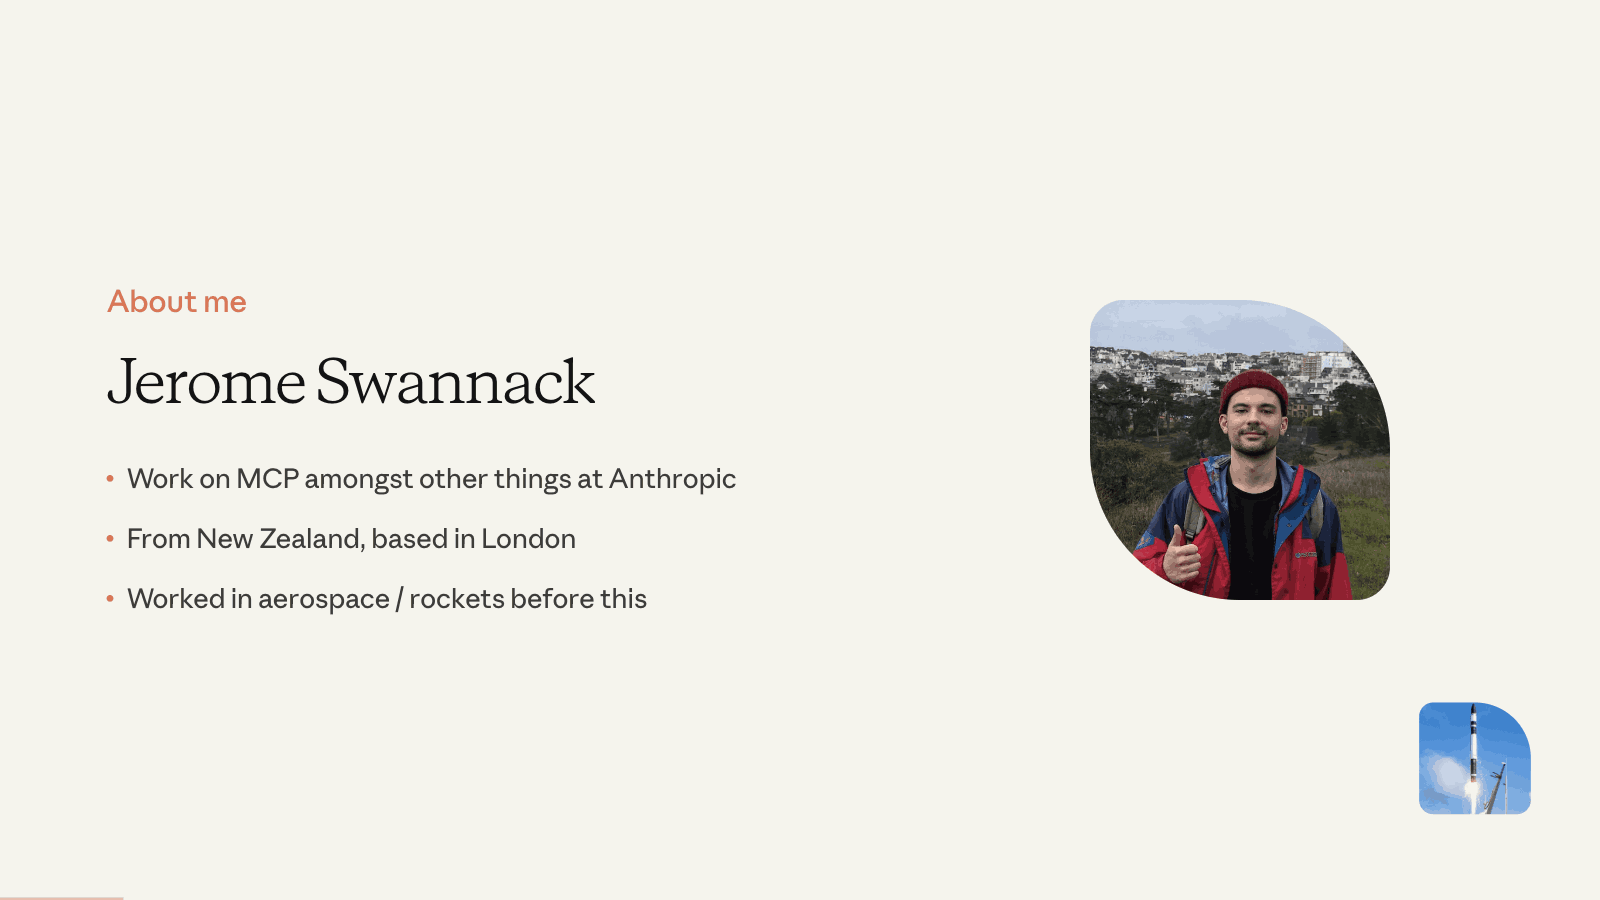 About me
Jerome Swannack
• Work on MCP amongst other things at Anthropic
• From New Zealand, based in London
• Worked in aerospace / rockets before this